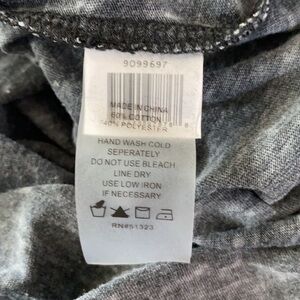 9099697
MADE IN CHINA
60% COTTON
40% POLYESTER
HAND WASH COLD
SEPERATELY
DO NOT USE BLEACH
LINE DRY
USE LOW IRON
IF NECESSARY
RN#51323